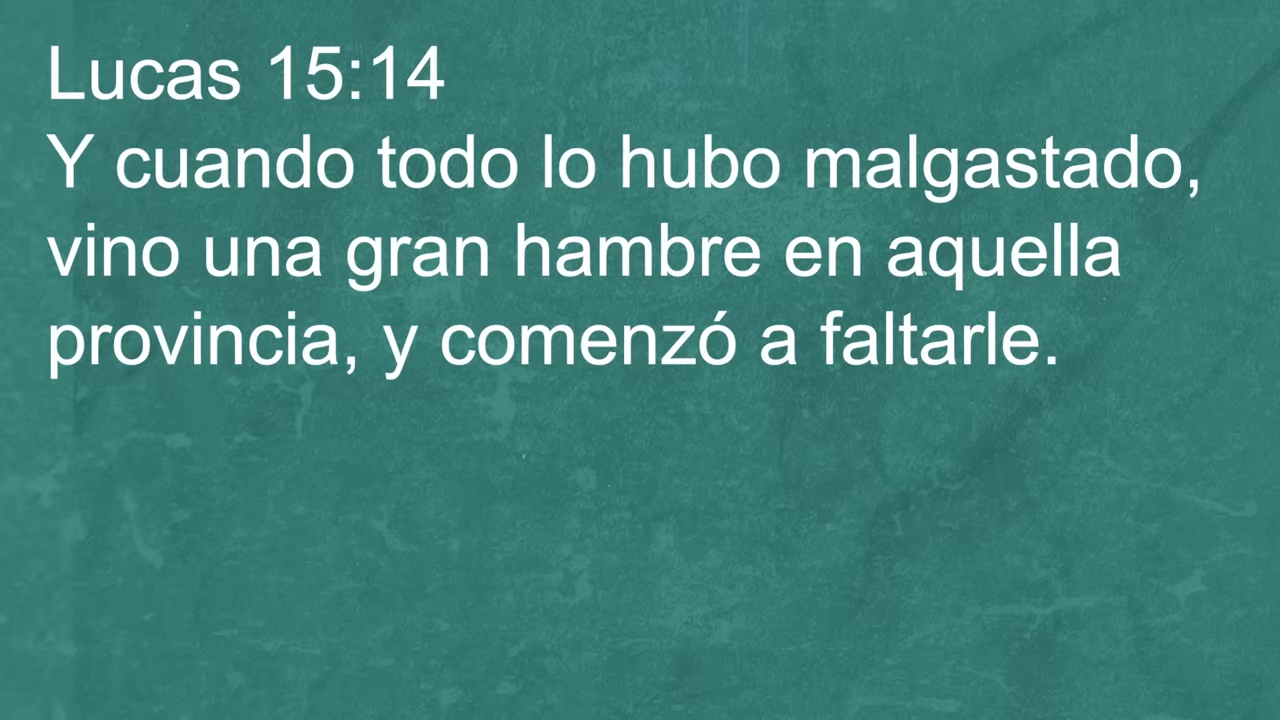 Lucas 15:14
Y cuando todo lo hubo malgastado,
vino una gran hambre en aquella
provincia, y comenzó a faltarle.